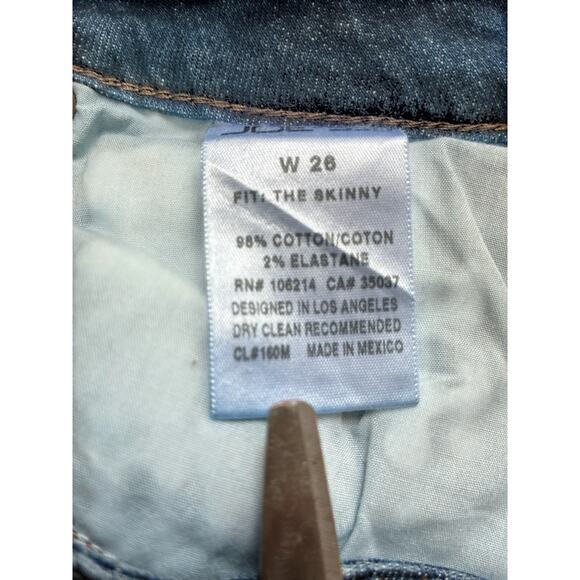 W 26
FIT: THE SKINNY
98% COTTON/COTON
2% ELASTANE
RN# 106214 CA# 35037
DESIGNED IN LOS ANGELES
DRY CLEAN RECOMMENDED
CL#160M MADE IN MEXICO